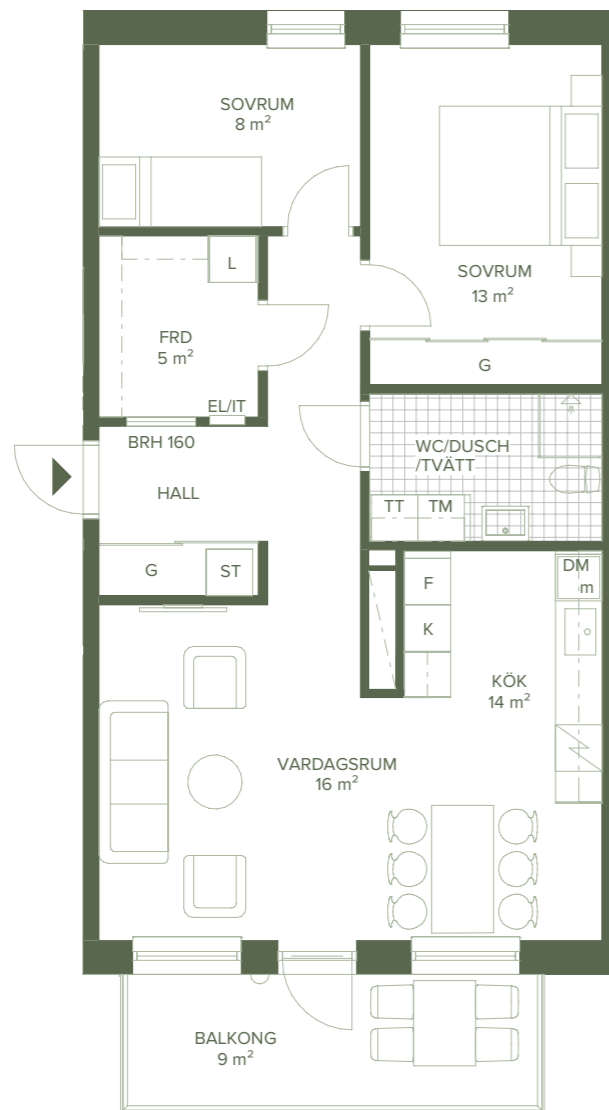 SOVRUM
8 m²
SOVRUM
13 m²
L
FRD
5 m²
G
EL/IT
BRH 160
HALL
WC/DUSCH
/TVÄTT
TT
TM
G
ST
F
DM
m
K
KÖK
14 m²
VARDAGSRUM
16 m²
BALKONG
9 m²